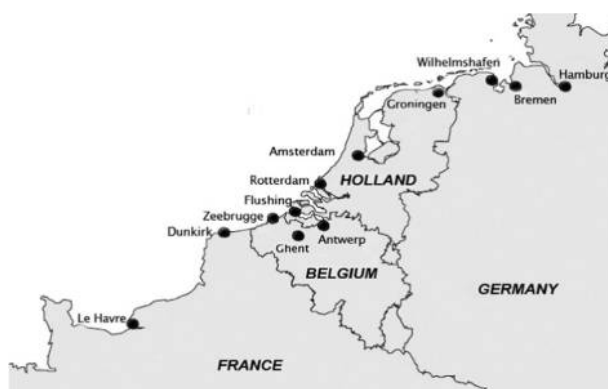 Wilhelmshafen
Hamburg
Groningen
Bremen
Amsterdam
Rotterdam
HOLLAND
Flushing
Zeebrugge
Dunkirk
Antwerp
Ghent
BELGIUM
GERMANY
Le Havre
FRANCE